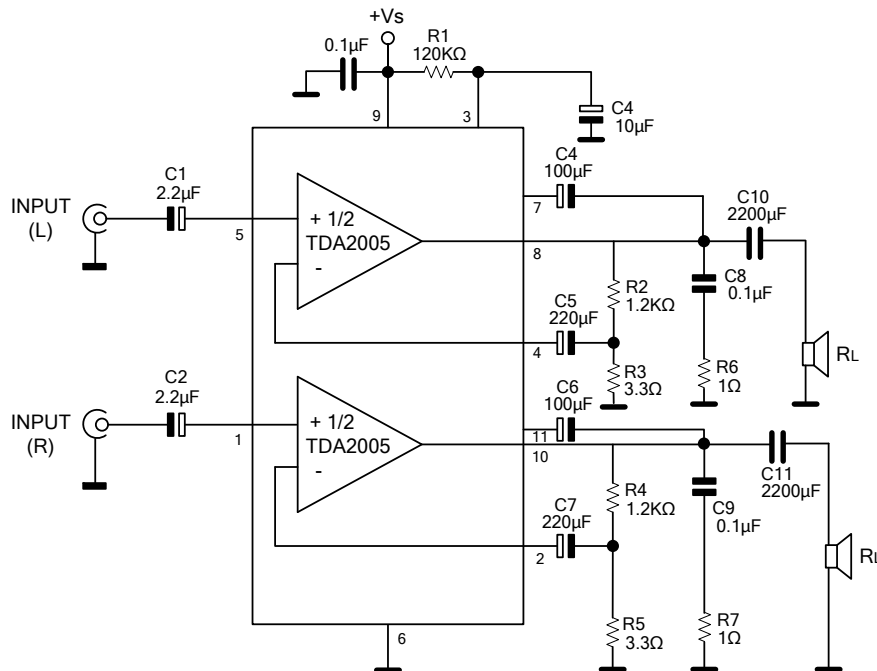 +Vs
0.1µF
R1
120KΩ
9
3
C4
10µF
C1
2.2µF
INPUT
(L)
5
+ 1/2
TDA2005
-
C4
100µF
7
C10
2200µF
8
R2
1.2KΩ
C8
0.1µF
C5
220µF
4
R3
3.3Ω
R6
1Ω
RL
C2
2.2µF
INPUT
(R)
1
+ 1/2
TDA2005
-
C6
100µF
11
10
C11
2200µF
R4
1.2KΩ
C9
0.1µF
C7
220µF
2
R5
3.3Ω
R7
1Ω
RL
6